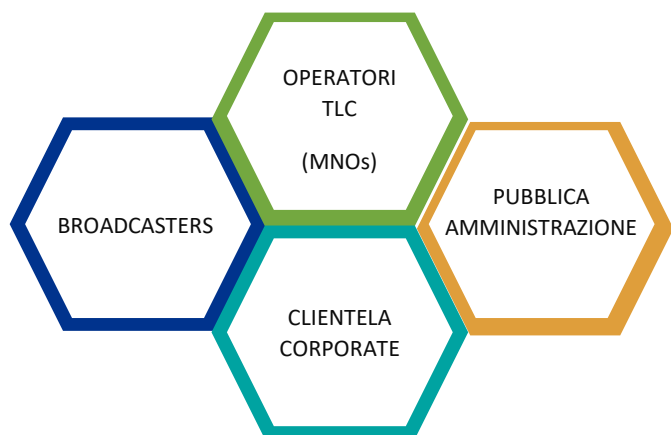 OPERATORI
TLC
(MNOs)
BROADCASTERS
PUBBLICA
AMMINISTRAZIONE
CLIENTELA
CORPORATE